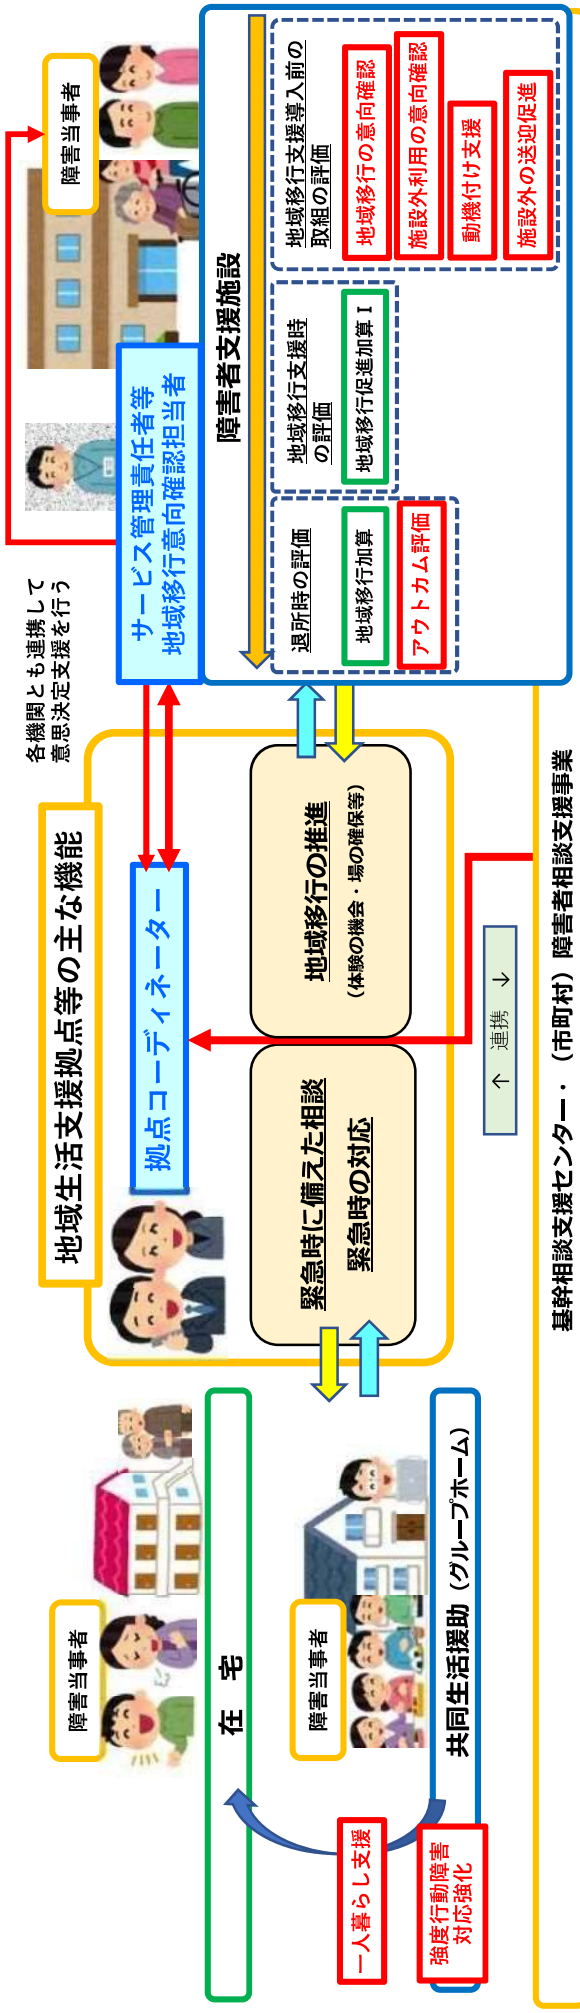 障害当事者
在　宅
障害当事者
共同生活援助（グループホーム）
一人暮らし支援
強度行動障害
対応強化
地域生活支援拠点等の主な機能
拠点コーディネーター
緊急時に備えた相談
緊急時の対応
地域移行の推進
（体験の機会・場の確保等）
各機関とも連携して
意思決定支援を行う
サービス管理責任者等
地域移行意向確認担当者
障害当事者
障害者支援施設
退所時の評価
地域移行加算
アウトカム評価
地域移行支援時
の評価
地域移行促進加算Ⅰ
地域移行支援導入前の
取組の評価
地域移行の意向確認
施設外利用の意向確認
動機付け支援
施設外の送迎促進
↑　連携　↓
基幹相談支援センター・（市町村）障害者相談支援事業